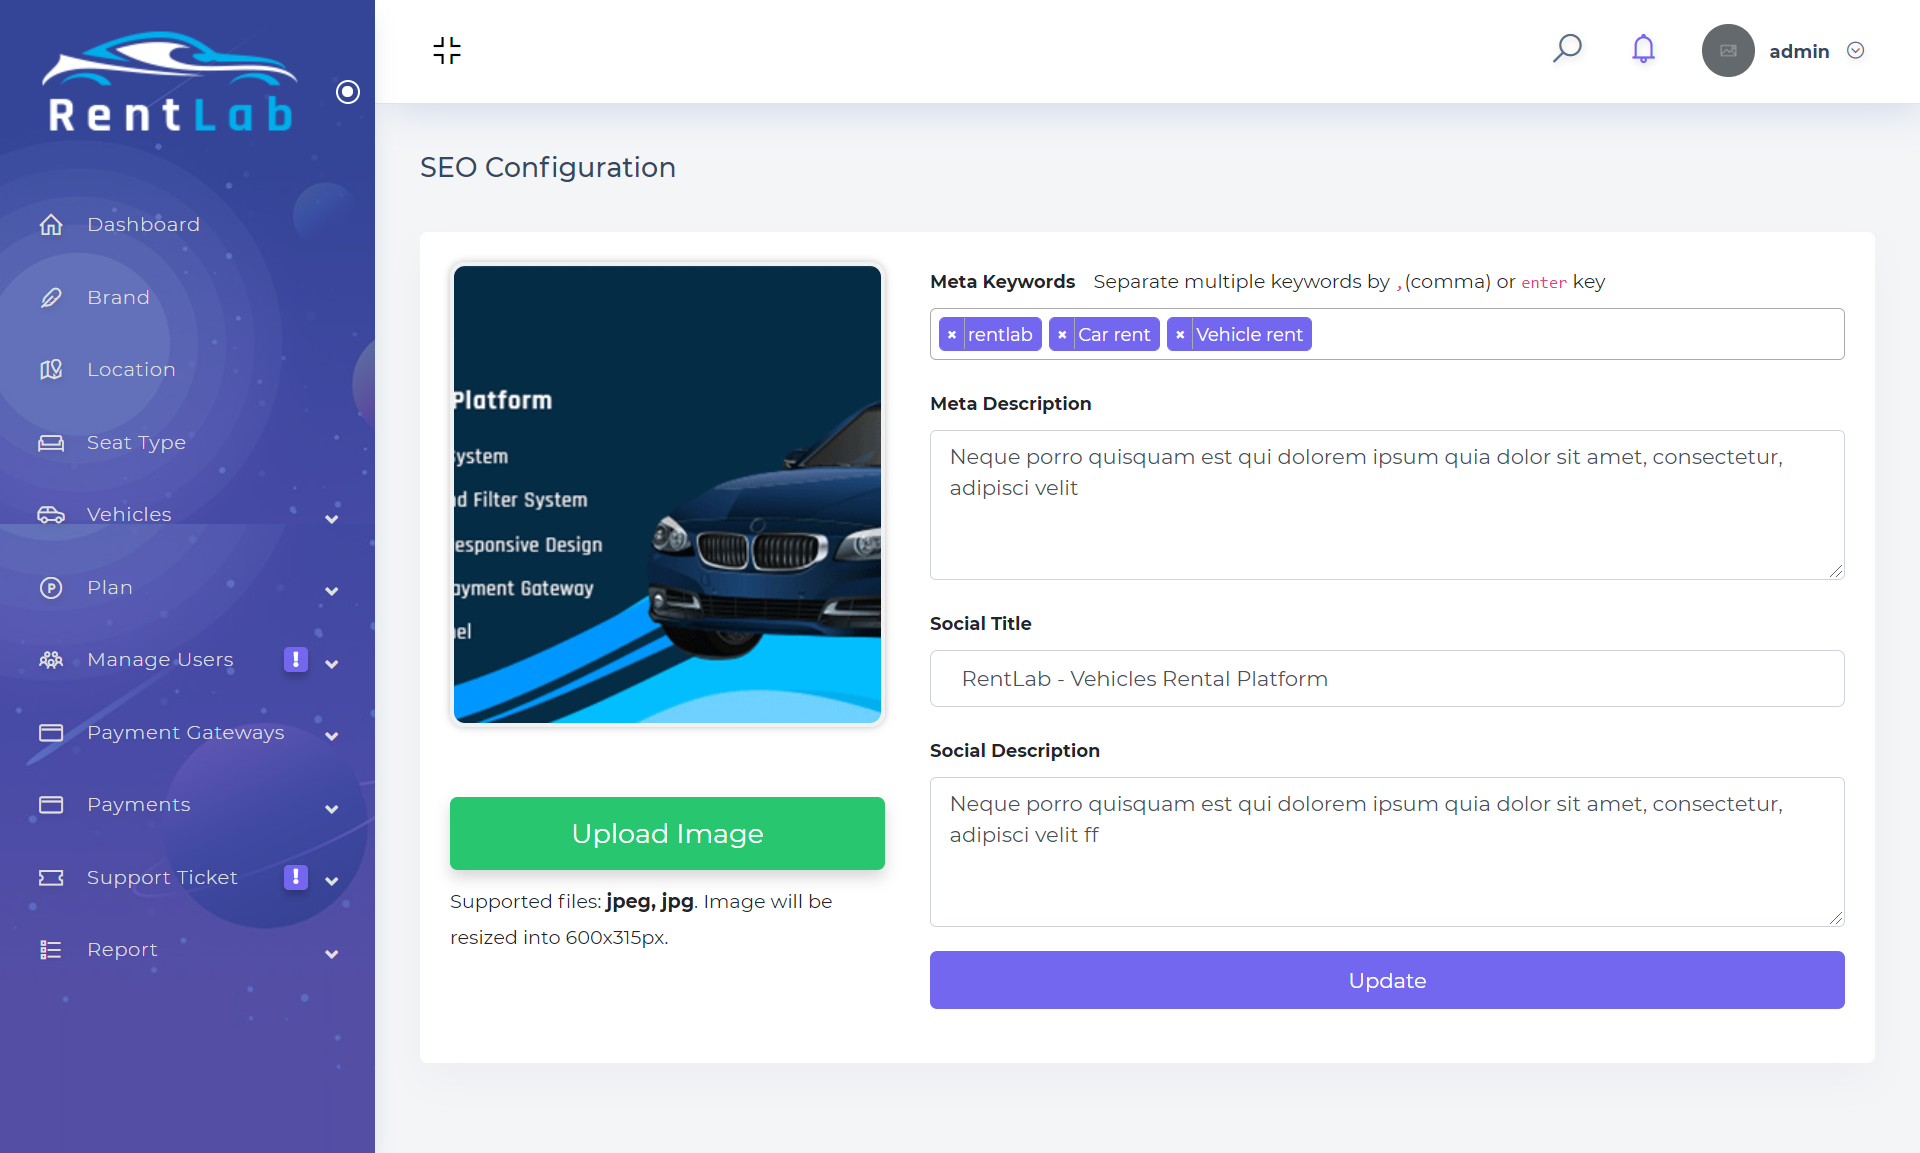 RentLab
admin
SEO Configuration
Dashboard
Brand
Location
Seat Type
Vehicles
Plan
Manage Users
Payment Gateways
Payments
Support Ticket
Report
Platform
ystem
d Filter System
esponsive Design
ayment Gateway
el
Upload Image
Supported files: jpeg, jpg. Image will be
resized into 600x315px.
Meta Keywords Separate multiple keywords by ,(comma) or enter key
× rentlab × Car rent × Vehicle rent
Meta Description
Neque porro quisquam est qui dolorem ipsum quia dolor sit amet, consectetur,
adipisci velit
Social Title
RentLab - Vehicles Rental Platform
Social Description
Neque porro quisquam est qui dolorem ipsum quia dolor sit amet, consectetur,
adipisci velit ff
Update